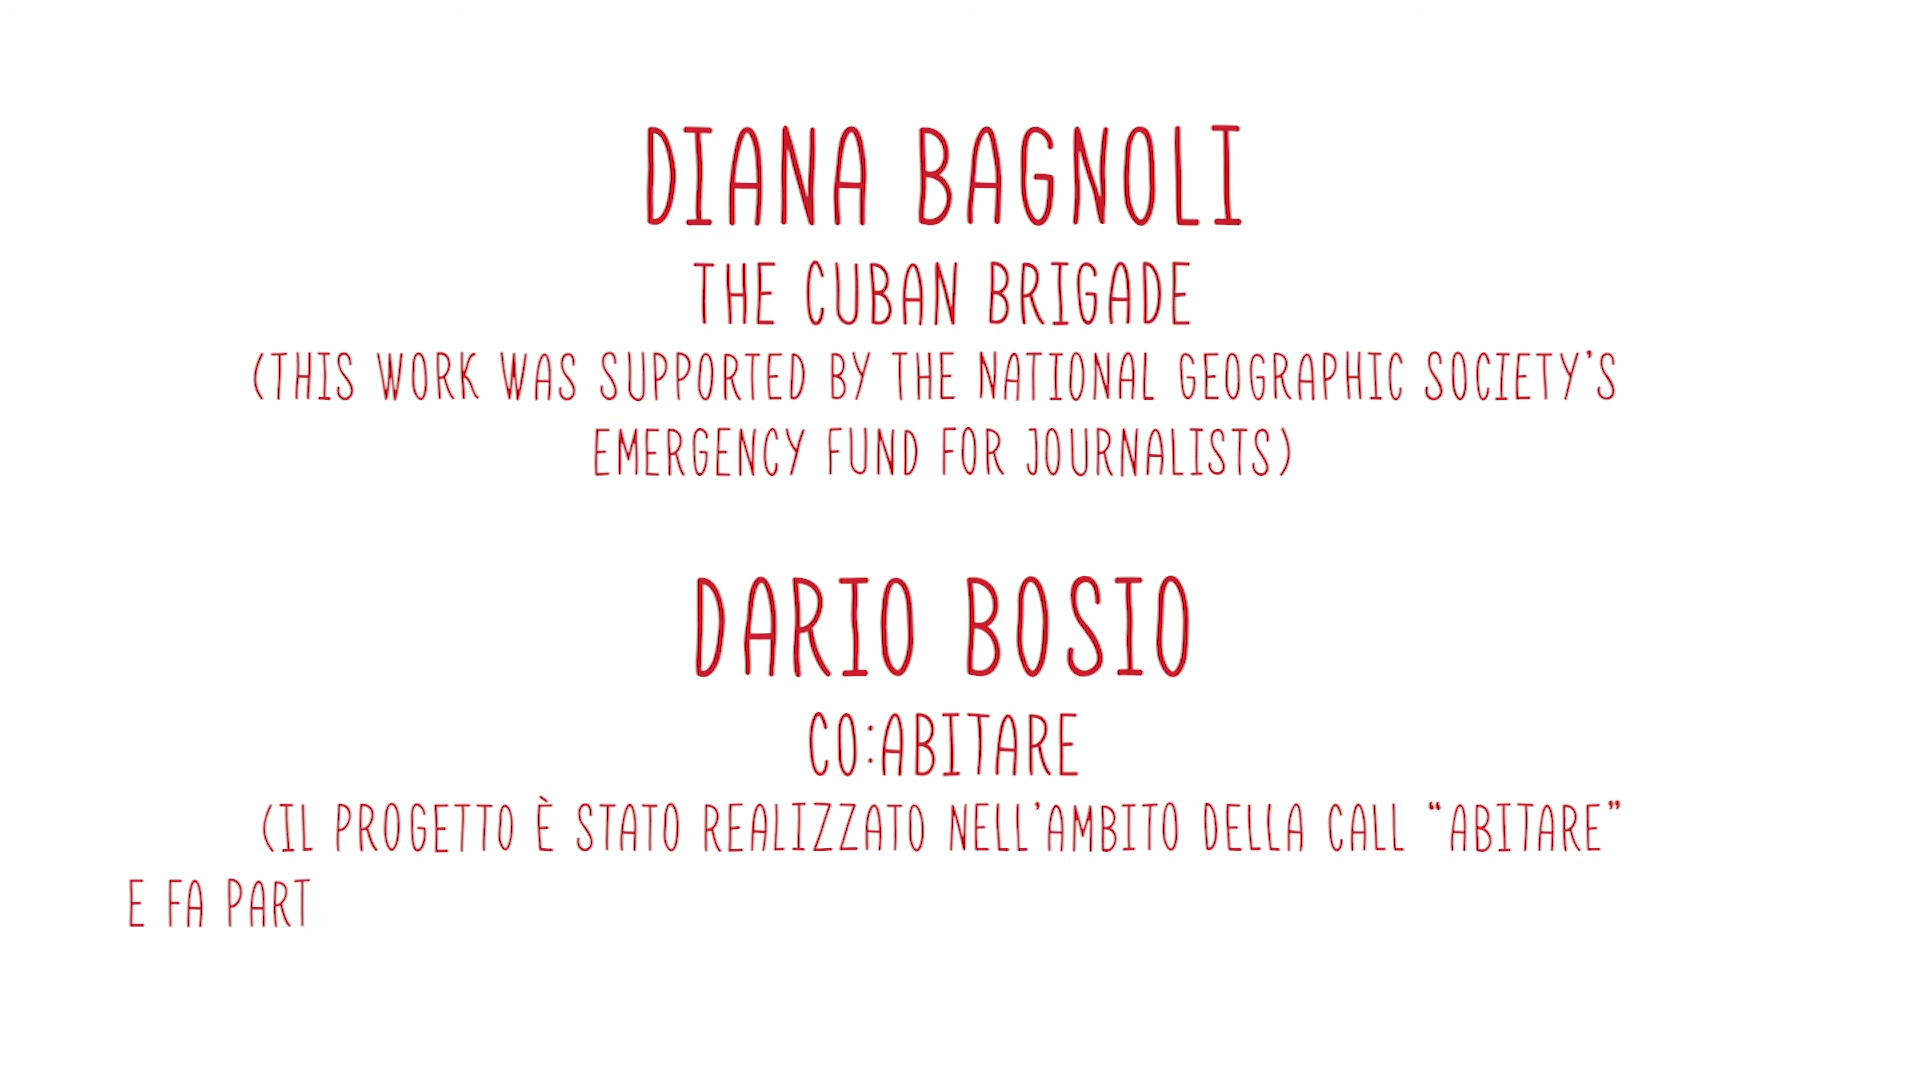 DIANA BAGNOLI
THE CUBAN BRIGADE
(THIS WORK WAS SUPPORTED BY THE NATIONAL GEOGRAPHIC SOCIETY'S
EMERGENCY FUND FOR JOURNALISTS)
DARIO BOSIO
CO:ABITARE
(IL PROGETTO È STATO REALIZZATO NELL'AMBITO DELLA CALL “ABITARE”
E FA PART